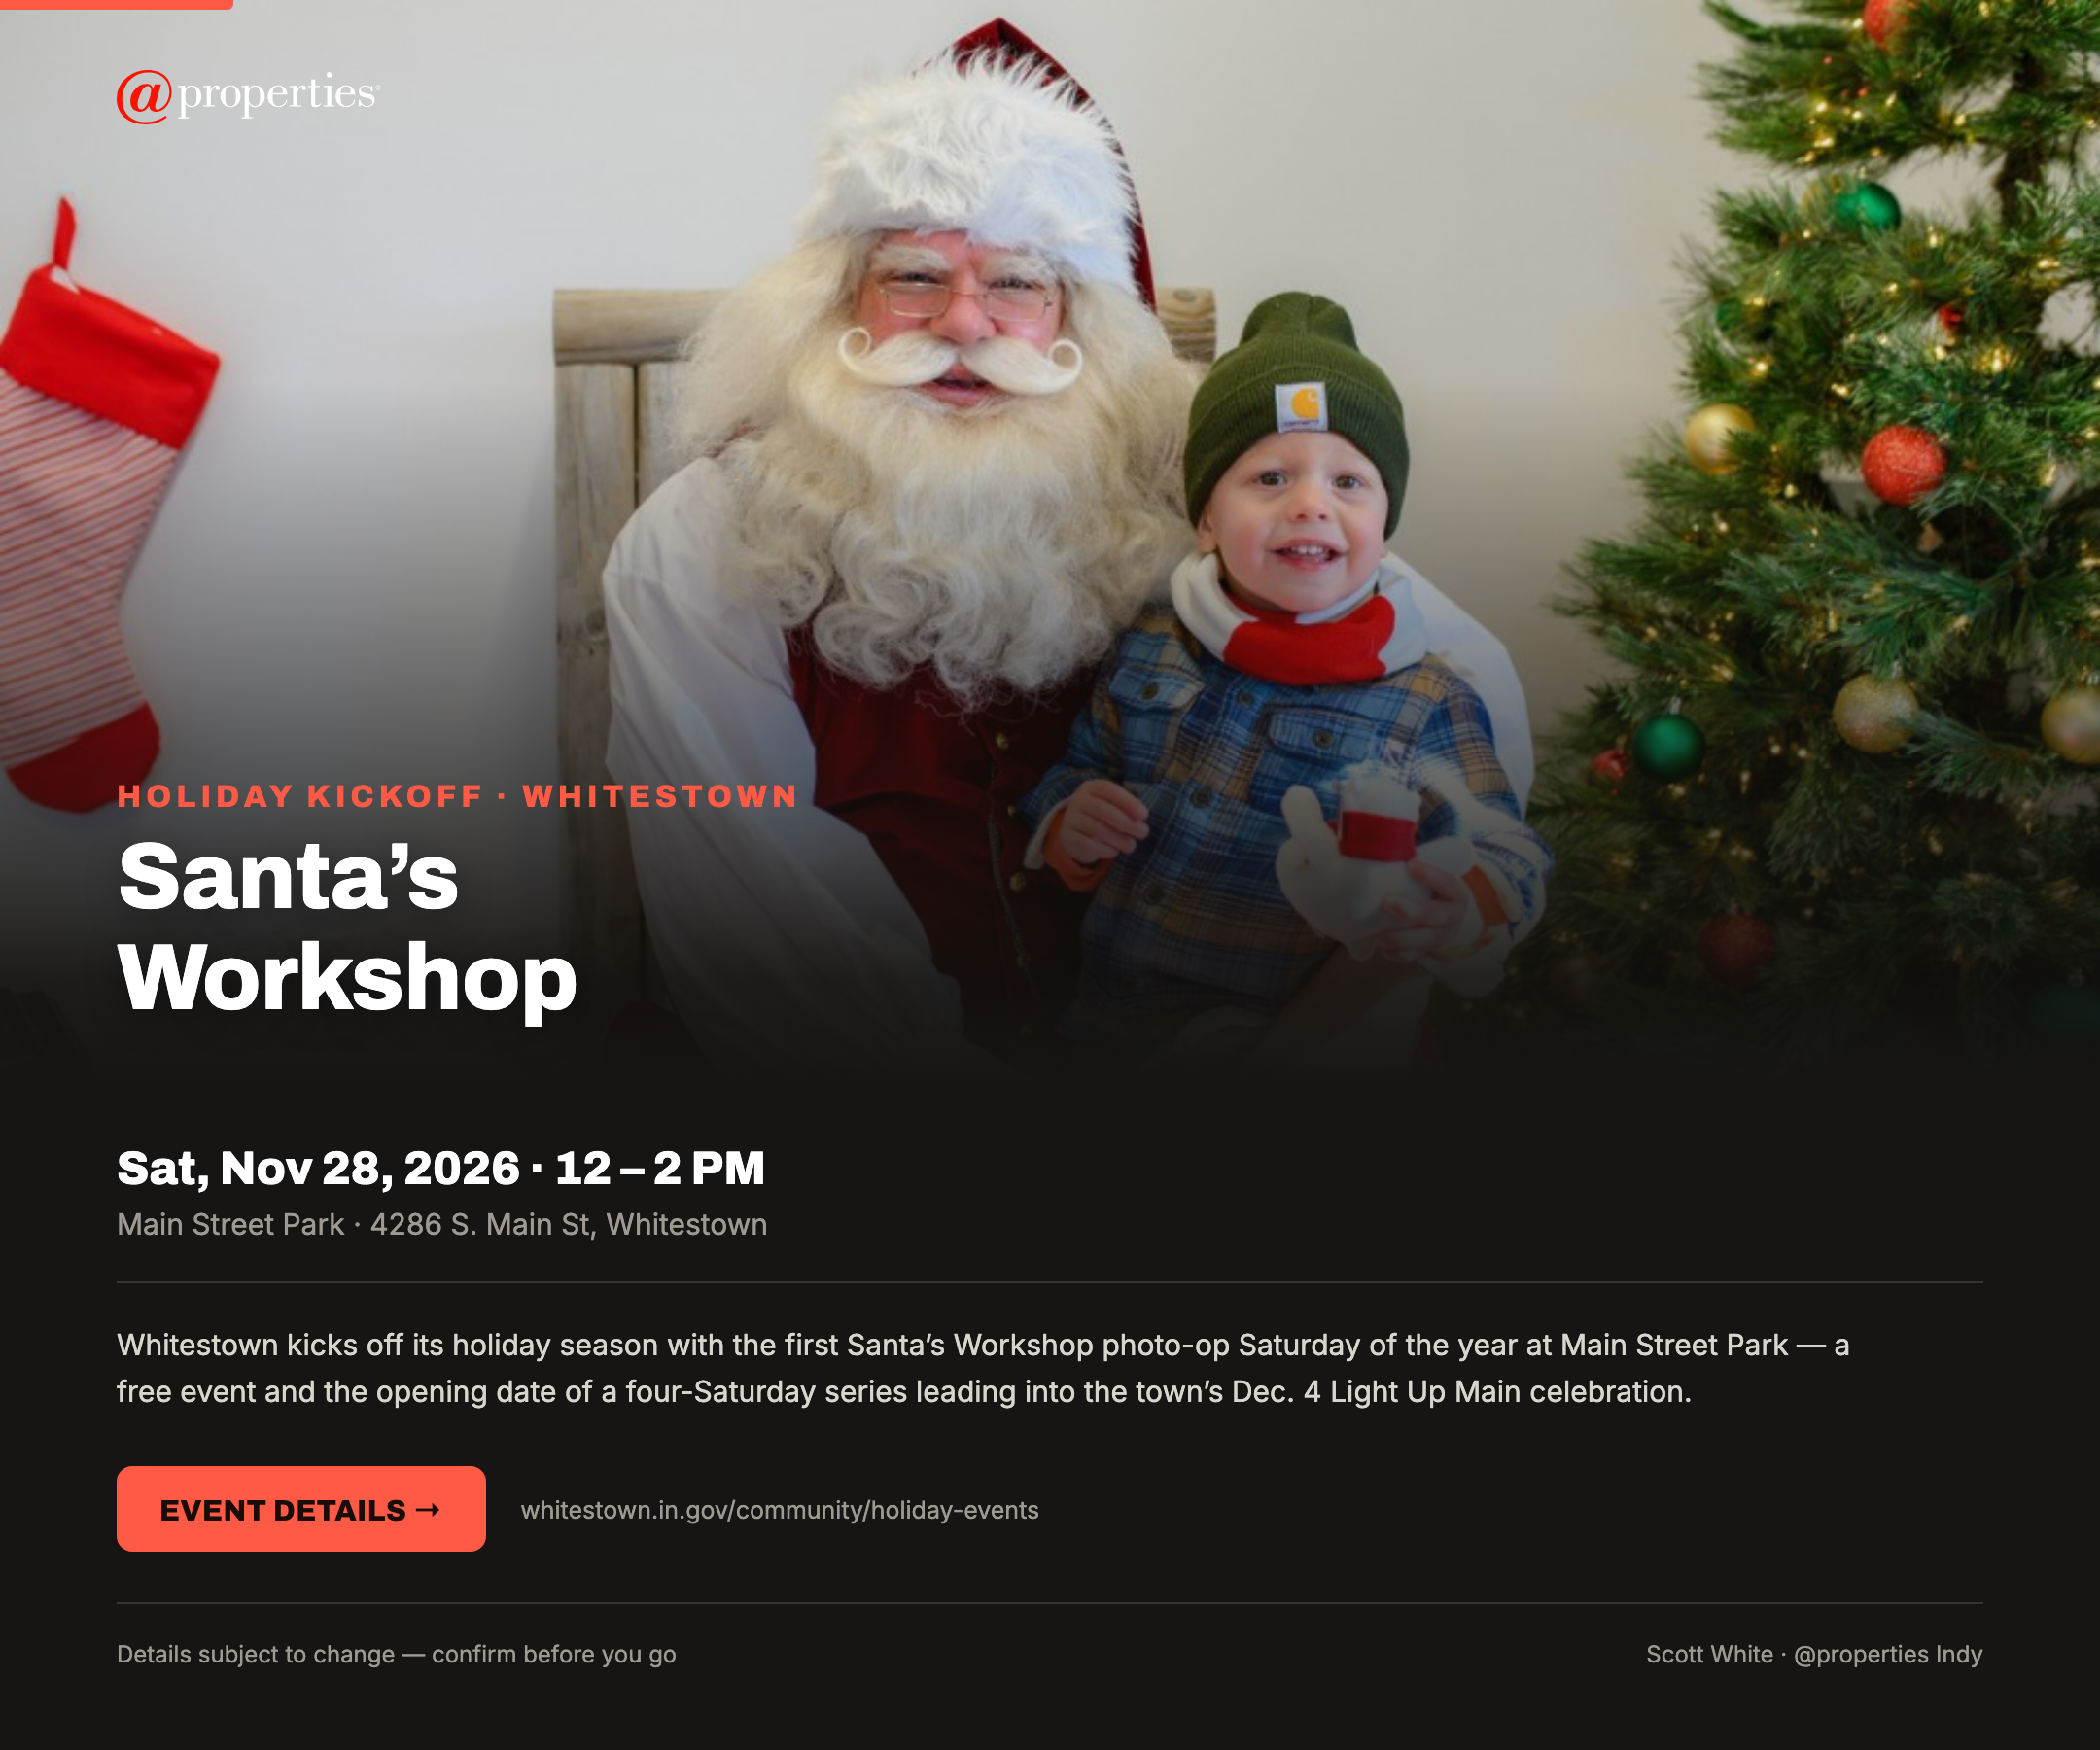 @properties
HOLIDAY KICKOFF · WHITESTOWN
Santa’s
Workshop
Sat, Nov 28, 2026 · 12 – 2 PM
Main Street Park · 4286 S. Main St, Whitestown
Whitestown kicks off its holiday season with the first Santa’s Workshop photo-op Saturday of the year at Main Street Park — a
free event and the opening date of a four-Saturday series leading into the town’s Dec. 4 Light Up Main celebration.
EVENT DETAILS → whitestown.in.gov/community/holiday-events
Details subject to change — confirm before you go
Scott White · @properties Indy